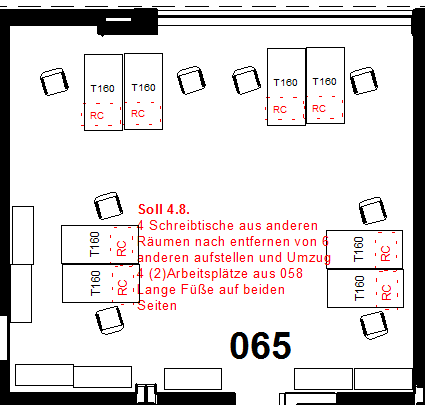 T160 T160 T160 T160
RC RC RC RC
Soll 4.8.
4 Schreibtische aus anderen
Räumen nach entfernen von 6
anderen aufstellen und Umzug
4 (2)Arbeitsplätze aus 058
Lange Füße auf beiden
Seiten
T160 RC
T160 RC
T160 RC
T160 RC
065